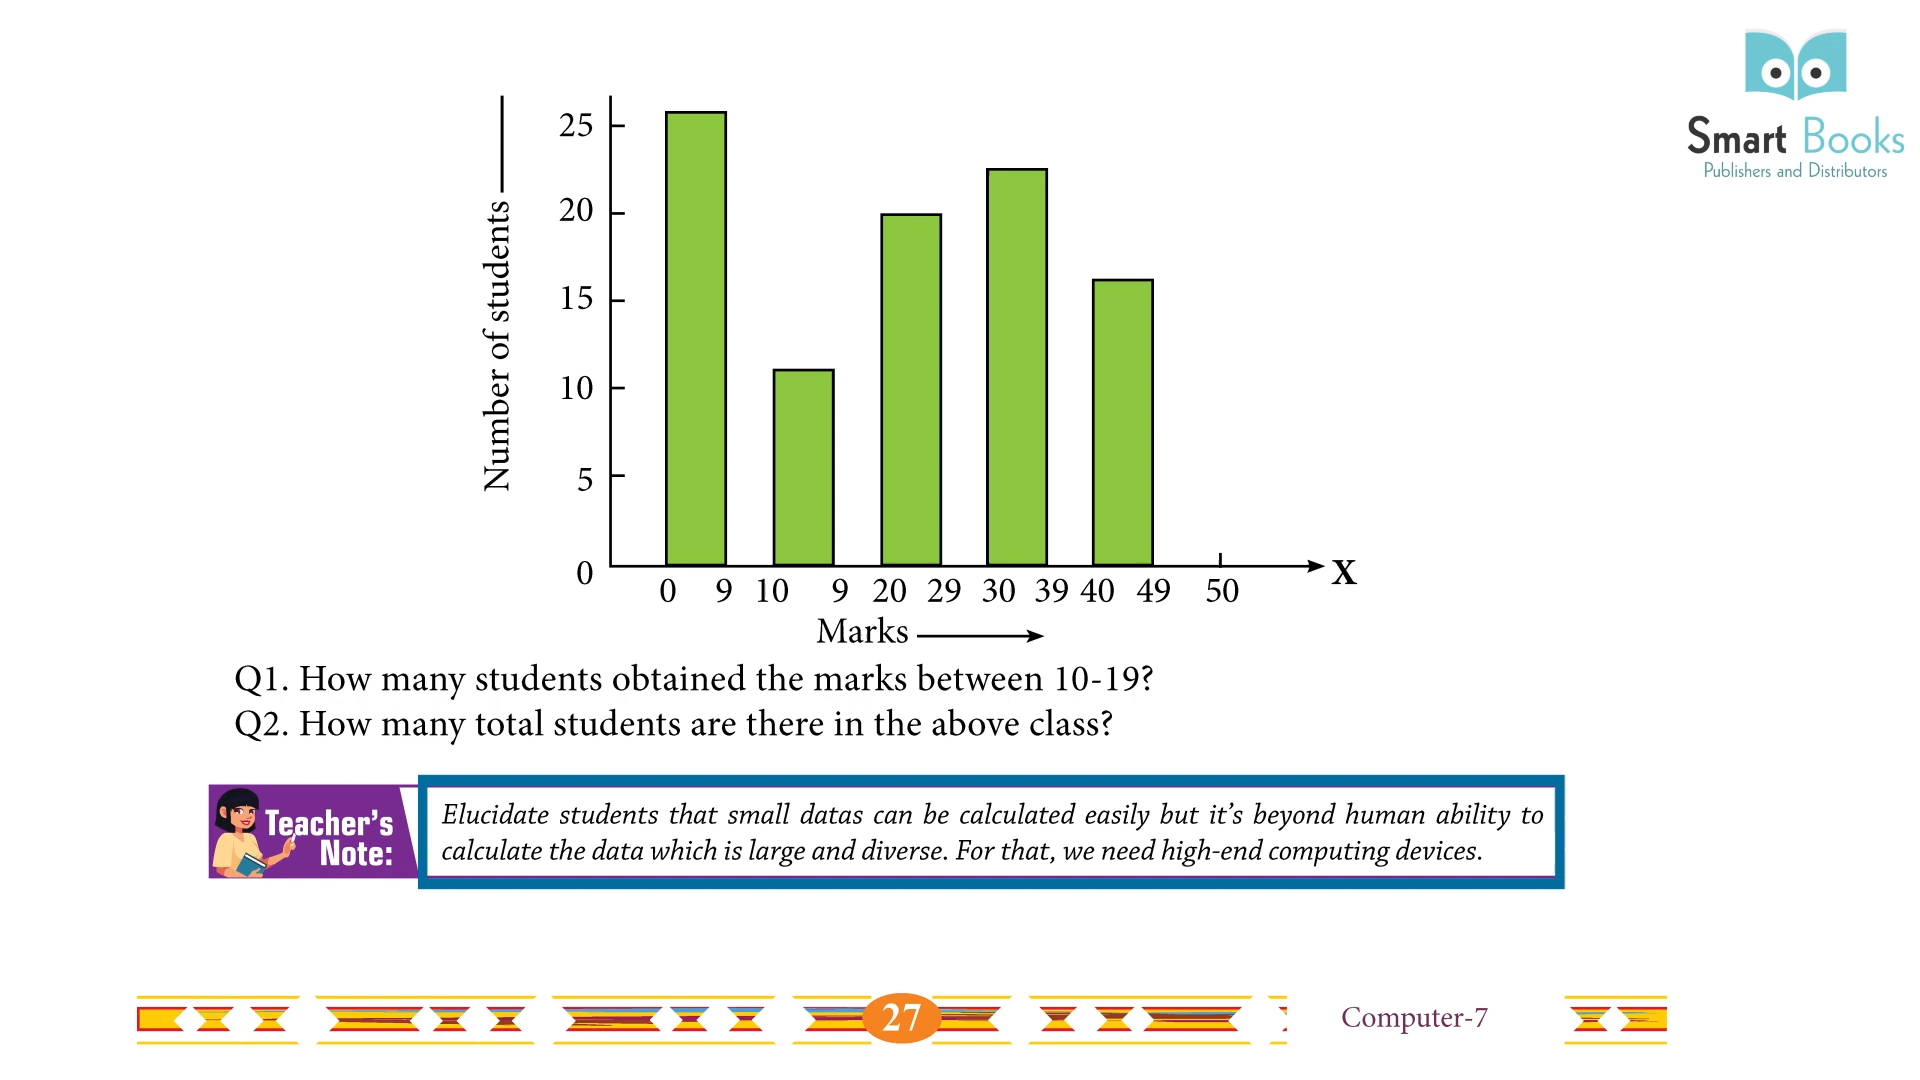 Smart Books
Publishers and Distributors
Number of students
25
20
15
10
5
0
X
0 9 10 9 20 29 30 39 40 49 50
Marks
Q1. How many students obtained the marks between 10-19?
Q2. How many total students are there in the above class?
Teacher's
Note:
Elucidate students that small datas can be calculated easily but it's beyond human ability to
calculate the data which is large and diverse. For that, we need high-end computing devices.
27
Computer-7